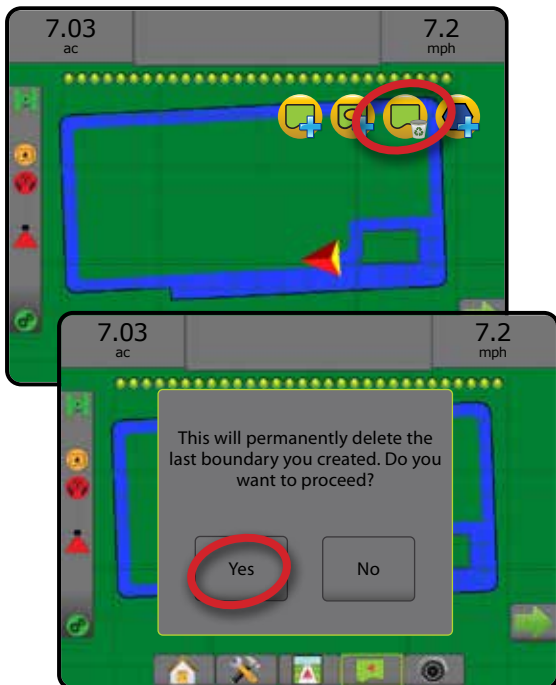 7.03
ac
7.2
mph
7.03
ac
7.2
mph
This will permanently delete the
last boundary you created. Do you
want to proceed?
Yes
No